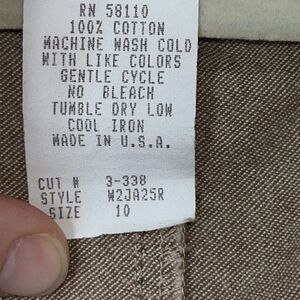 RN 58110
100% COTTON
MACHINE WASH COLD
WITH LIKE COLORS
GENTLE CYCLE
NO BLEACH
TUMBLE DRY LOW
COOL IRON
MADE IN U.S.A.
CUT # 3-338
STYLE W2JA25R
SIZE 10